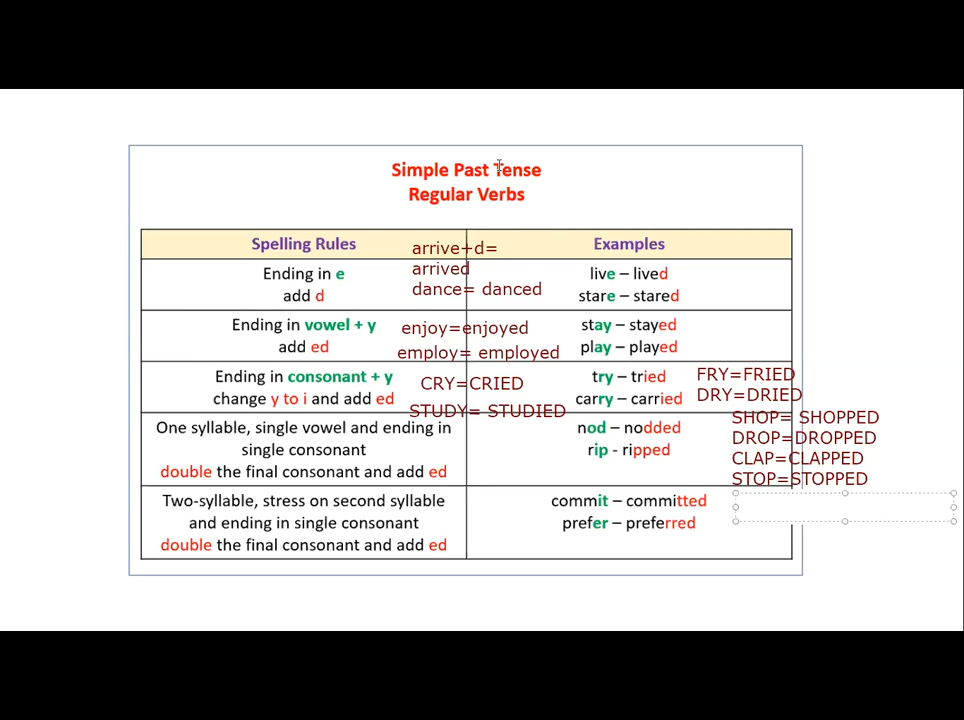 Simple Past Tense
Regular Verbs
Spelling Rules
Examples
arrive+d=
arrived
dance= danced
Ending in e
add d
live – lived
stare – stared
Ending in vowel + y
add ed
enjoy=enjoyed
employ= employed
stay – stayed
play – played
Ending in consonant + y
change y to i and add ed
CRY=CRIED
STUDY= STUDIED
try – tried
carry – carried
FRY=FRIED
DRY=DRIED
One syllable, single vowel and ending in
single consonant
double the final consonant and add ed
nod – nodded
rip - ripped
SHOP= SHOPPED
DROP=DROPPED
CLAP=CLAPPED
STOP=STOPPED
Two-syllable, stress on second syllable
and ending in single consonant
double the final consonant and add ed
commit – committed
prefer – preferred